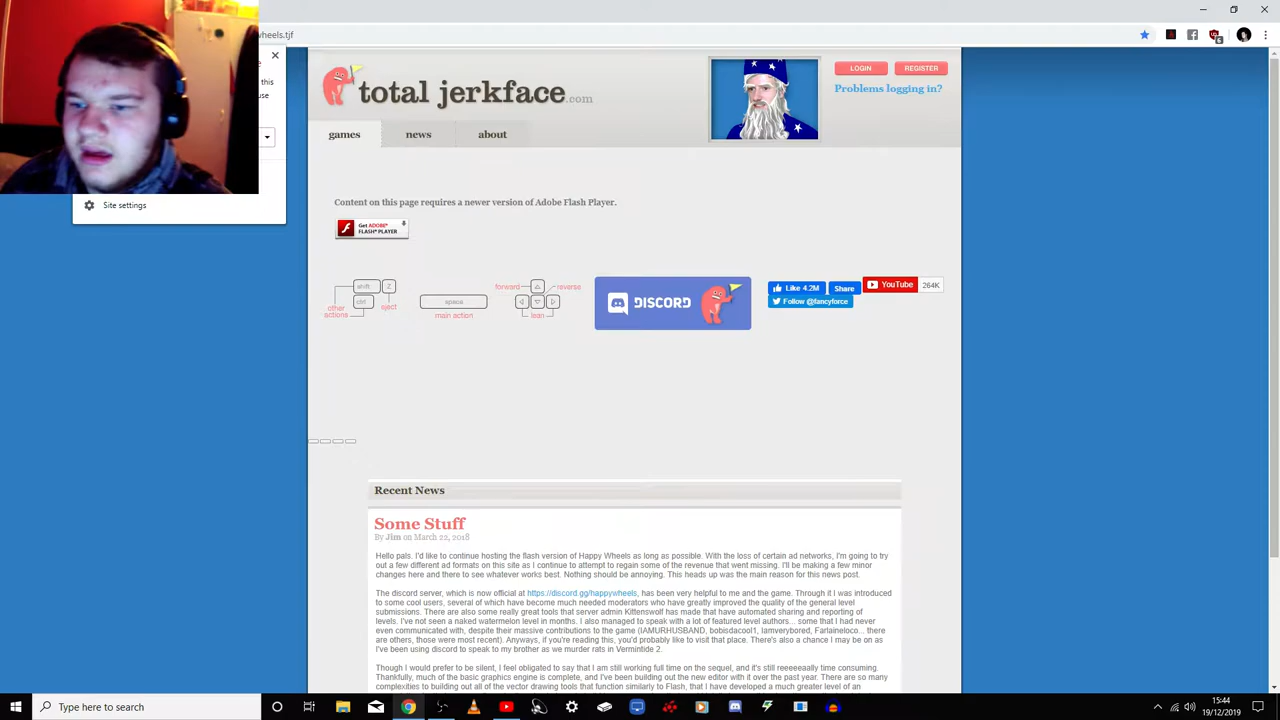 heels.tjf
Site settings
total jerkface.com
LOGIN
REGISTER
Problems logging in?
games
news
about
Content on this page requires a newer version of Adobe Flash Player.
Get ADOBE®
FLASH® PLAYER
shift
Z
ctrl
other
actions
eject
space
main action
forward
reverse
lean
DISCORD
Like 4.2M
Share
YouTube
264K
Follow @fancyforce
Recent News
Some Stuff
By Jim on March 22, 2018
Hello pals. I'd like to continue hosting the flash version of Happy Wheels as long as possible. With the loss of certain ad networks, I'm going to try
out a few different ad formats on this site as I continue to attempt to regain some of the revenue that went missing. I'll be making a few minor
changes here and there to see whatever works best. Nothing should be annoying. This heads up was the main reason for this news post.
The discord server, which is now official at https://discord.gg/happywheels, has been very helpful to me and the game. Through it I was introduced
to some cool users, several of which have become much needed moderators who have greatly improved the quality of the general level
submissions. There are also some really great tools that server admin Kittenswolf has made that have automated sharing and reporting of
levels. I've not seen a naked watermelon level in months. I also managed to speak with a lot of featured level authors... some that I had never
even communicated with, despite their massive contributions to the game (IAMURHUSBAND, bobisdacool1, Iamverybored, Farlaineloco... there
are others, those were most recent). Anyways, if you're reading this, you'd probably like to visit that place. There's also a chance I may be on as
I've been using discord to speak to my brother as we murder rats in Vermintide 2.
Though I would prefer to be silent, I feel obligated to say that I am still working full time on the sequel, and it's still reeeeeaally time consuming.
Thankfully, much of the basic graphics engine is complete, and I've been building out the new editor with it over the past year. There are so many
complexities to building out all of the vector drawing tools that function similarly to Flash, that I have developed a much greater level of an
Type here to search
15:44
19/12/2019